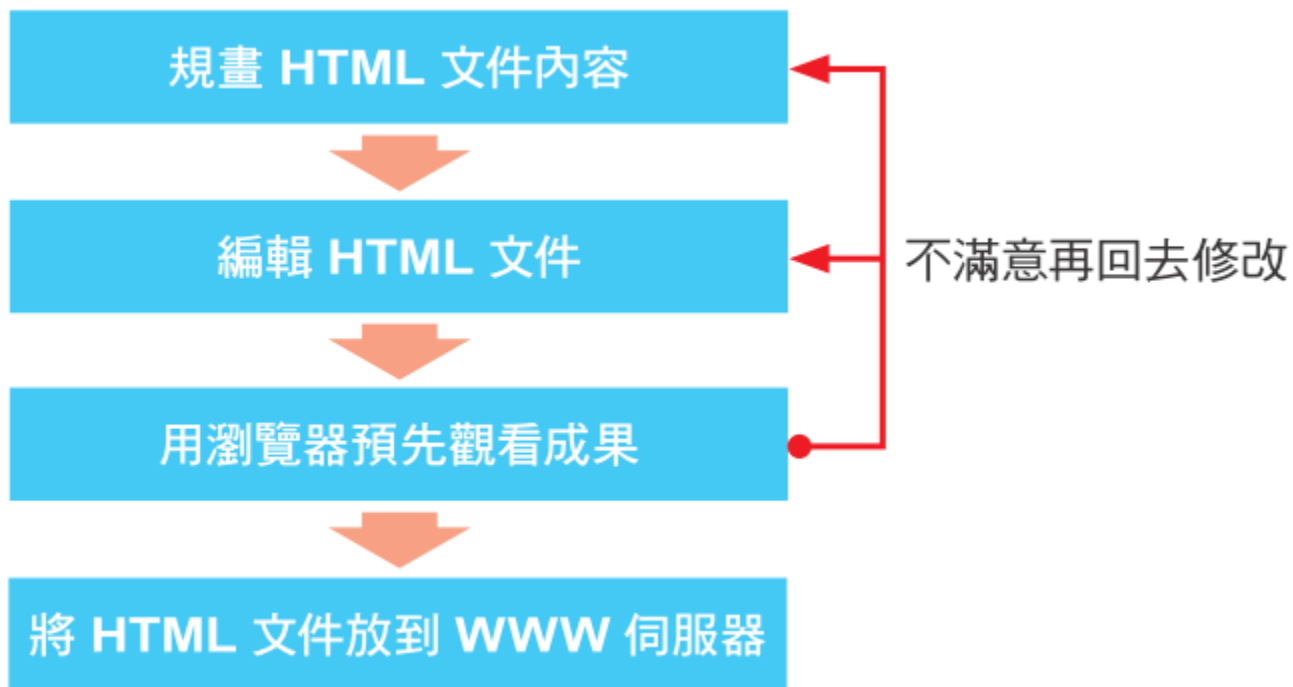 規畫 HTML 文件內容
編輯 HTML 文件
不滿意再回去修改
用瀏覽器預先觀看成果
將 HTML 文件放到 WWW 伺服器